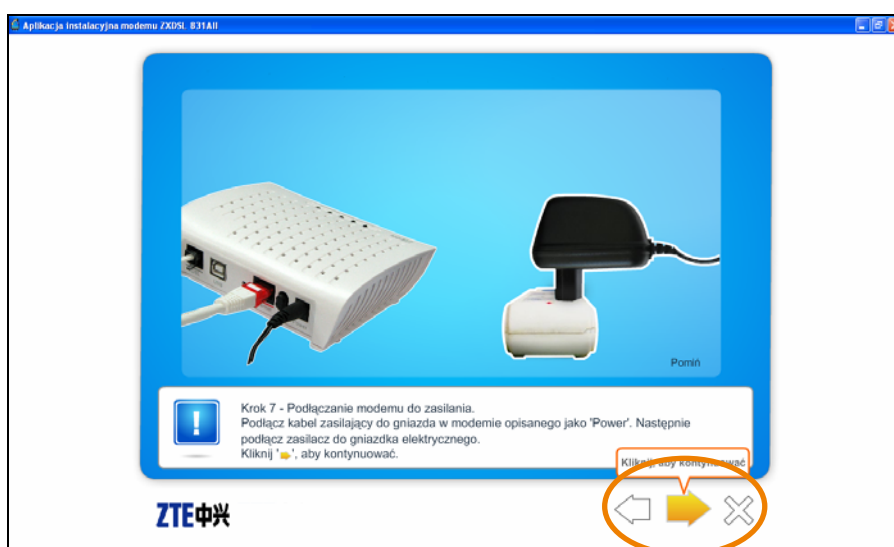 Aplikacja instalacyjna modemu ZXDSL 831AII
Pomiń
Krok 7 - Podłączanie modemu do zasilania.
Podłącz kabel zasilający do gniazda w modemie opisanego jako 'Power'. Następnie
podłącz zasilacz do gniazdka elektrycznego.
Kliknij ' ', aby kontynuować.
Kliknij, aby kontynuować
ZTE中兴